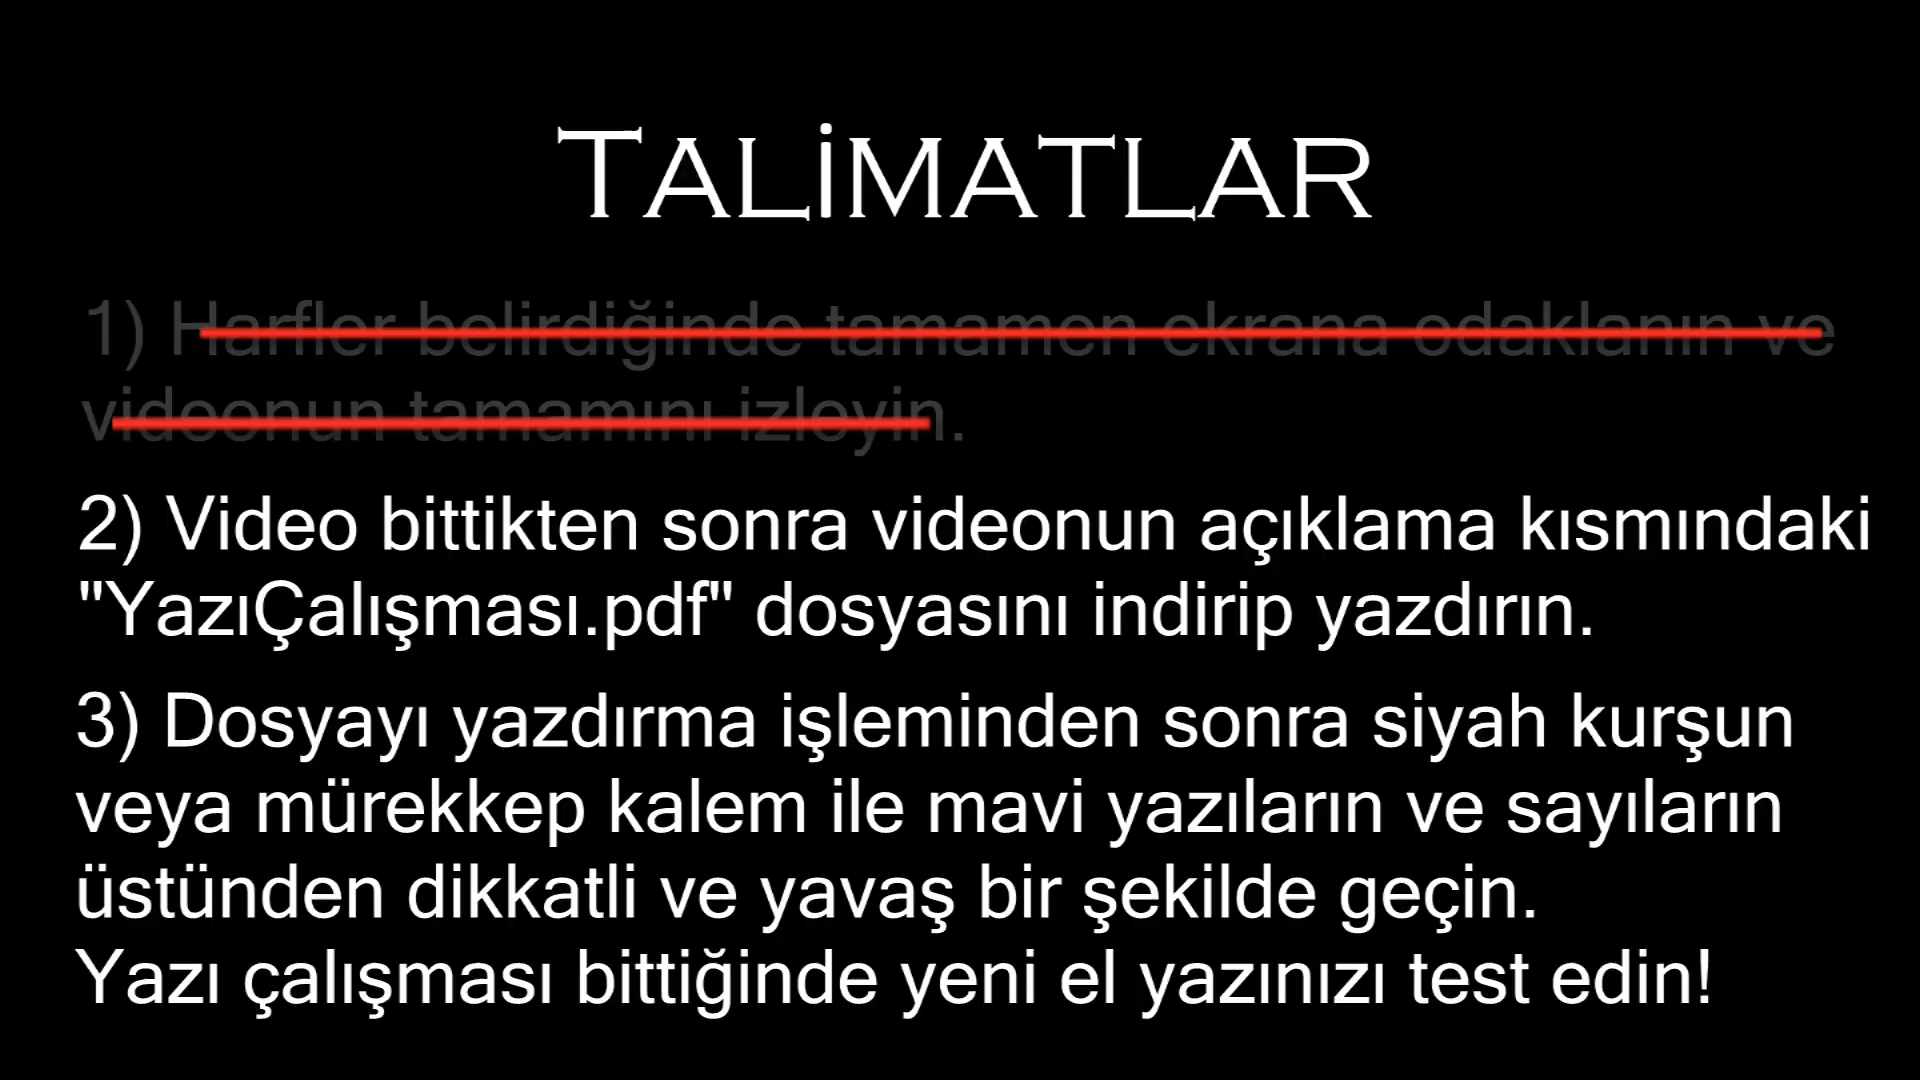 TALİMATLAR
1) Harfler belirdiğinde tamamen ekrana odaklanın ve
videonun tamamını izleyin.
2) Video bittikten sonra videonun açıklama kısmındaki
"YazıÇalışması.pdf" dosyasını indirip yazdırın.
3) Dosyayı yazdırma işleminden sonra siyah kurşun
veya mürekkep kalem ile mavi yazıların ve sayıların
üstünden dikkatli ve yavaş bir şekilde geçin.
Yazı çalışması bittiğinde yeni el yazınızı test edin!